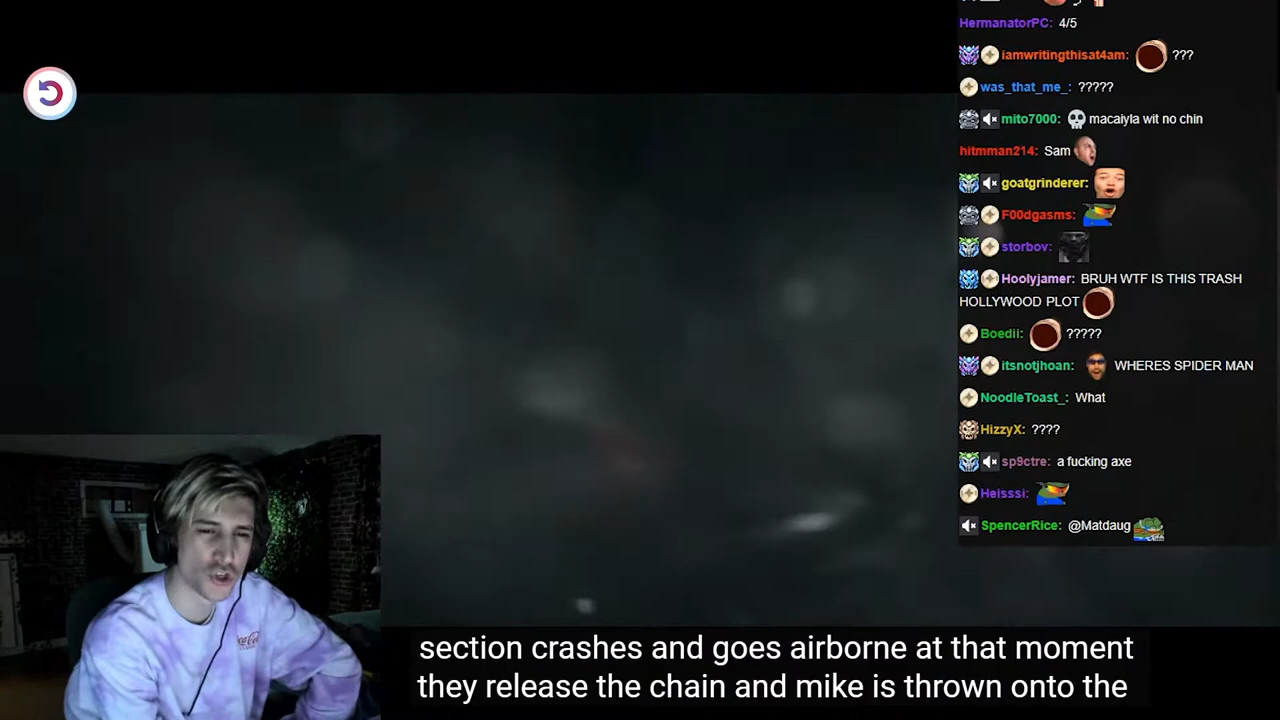 HermanatorPC: 4/5
iamwritingthisat4am: ???
was_that_me_: ?????
mito7000: macaiyla wit no chin
hitmman214: Sam
goatgrinderer:
F00dgasms:
storbov:
Hoolyjamer: BRUH WTF IS THIS TRASH
HOLLYWOOD PLOT
Boedii: ?????
itsnotjhoan: WHERES SPIDER MAN
NoodleToast_: What
HizzyX: ????
sp9ctre: a fucking axe
Heisssi:
SpencerRice: @Matdaug
section crashes and goes airborne at that moment
they release the chain and mike is thrown onto the